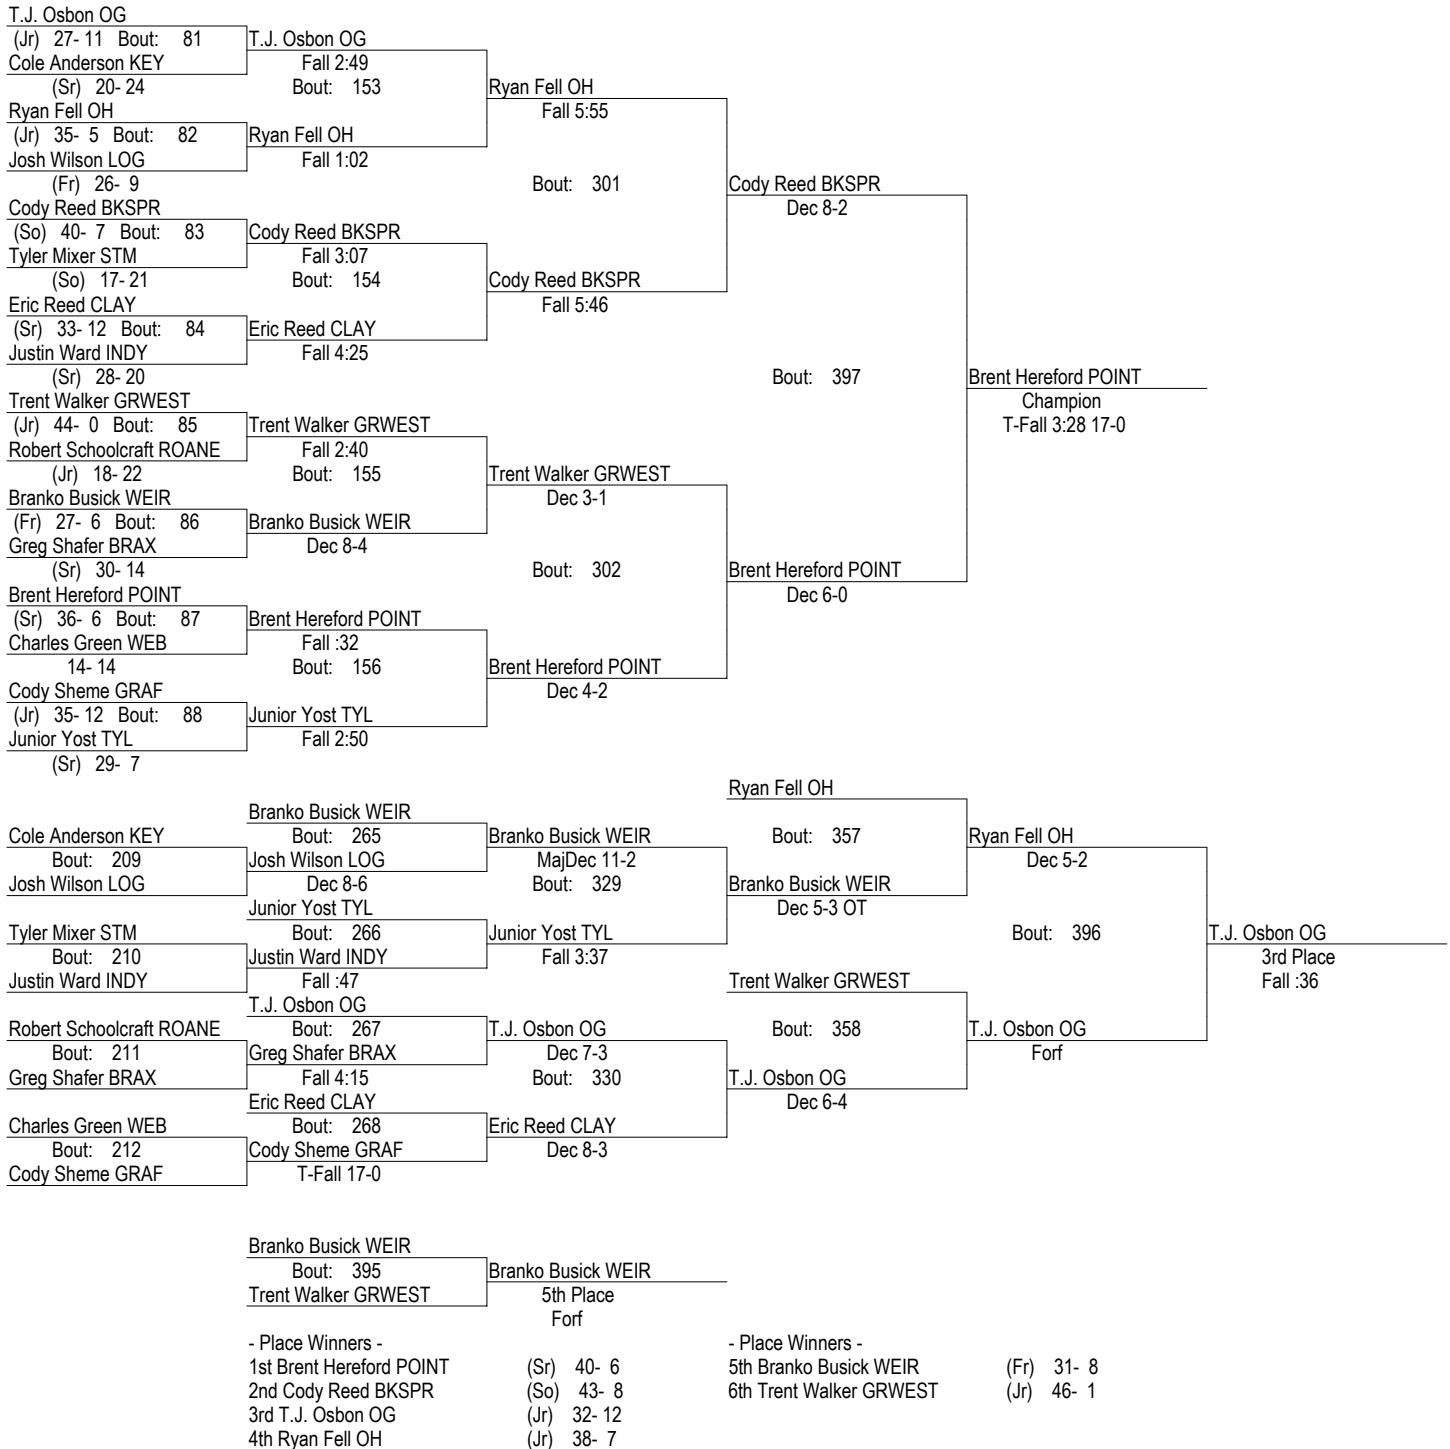 T.J. Osbon OG
(Jr) 27- 11 Bout: 81 T.J. Osbon OG
Cole Anderson KEY Fall 2:49
(Sr) 20- 24 Bout: 153 Ryan Fell OH
Ryan Fell OH Fall 5:55
(Jr) 35- 5 Bout: 82 Ryan Fell OH
Josh Wilson LOG Fall 1:02
(Fr) 26- 9 Bout: 301 Cody Reed BKSPR
Cody Reed BKSPR Dec 8-2
(So) 40- 7 Bout: 83 Cody Reed BKSPR
Tyler Mixer STM Fall 3:07
(So) 17- 21 Bout: 154 Cody Reed BKSPR
Eric Reed CLAY Fall 5:46
(Sr) 33- 12 Bout: 84 Eric Reed CLAY
Justin Ward INDY Fall 4:25
(Sr) 28- 20 Bout: 397 Brent Hereford POINT
Trent Walker GRWEST Champion
(Jr) 44- 0 Bout: 85 Trent Walker GRWEST T-Fall 3:28 17-0
Robert Schoolcraft ROANE Fall 2:40
(Jr) 18- 22 Bout: 155 Trent Walker GRWEST
Branko Busick WEIR Dec 3-1
(Fr) 27- 6 Bout: 86 Branko Busick WEIR
Greg Shafer BRAX Dec 8-4
(Sr) 30- 14 Bout: 302 Brent Hereford POINT
Brent Hereford POINT Dec 6-0
(Sr) 36- 6 Bout: 87 Brent Hereford POINT
Charles Green WEB Fall :32
14- 14 Bout: 156 Brent Hereford POINT
Cody Sheme GRAF Dec 4-2
(Jr) 35- 12 Bout: 88 Junior Yost TYL
Junior Yost TYL Fall 2:50
(Sr) 29- 7
Ryan Fell OH
Branko Busick WEIR
Cole Anderson KEY Bout: 265 Branko Busick WEIR Bout: 357 Ryan Fell OH
Bout: 209 Josh Wilson LOG MajDec 11-2 Dec 5-2
Josh Wilson LOG Dec 8-6 Bout: 329 Branko Busick WEIR
Junior Yost TYL Dec 5-3 OT
Tyler Mixer STM Bout: 266 Junior Yost TYL Bout: 396 T.J. Osbon OG
Bout: 210 Justin Ward INDY Fall 3:37 3rd Place
Justin Ward INDY Fall :47 Trent Walker GRWEST Fall :36
T.J. Osbon OG
Robert Schoolcraft ROANE Bout: 267 T.J. Osbon OG Bout: 358 T.J. Osbon OG
Bout: 211 Greg Shafer BRAX Dec 7-3 Forf
Greg Shafer BRAX Fall 4:15 Bout: 330 T.J. Osbon OG
Eric Reed CLAY Dec 6-4
Charles Green WEB Bout: 268 Eric Reed CLAY
Bout: 212 Cody Sheme GRAF Dec 8-3
Cody Sheme GRAF T-Fall 17-0
Branko Busick WEIR
Bout: 395 Branko Busick WEIR
Trent Walker GRWEST 5th Place
Forf
- Place Winners - - Place Winners -
1st Brent Hereford POINT (Sr) 40- 6 5th Branko Busick WEIR (Fr) 31- 8
2nd Cody Reed BKSPR (So) 43- 8 6th Trent Walker GRWEST (Jr) 46- 1
3rd T.J. Osbon OG (Jr) 32- 12
4th Ryan Fell OH (Jr) 38- 7